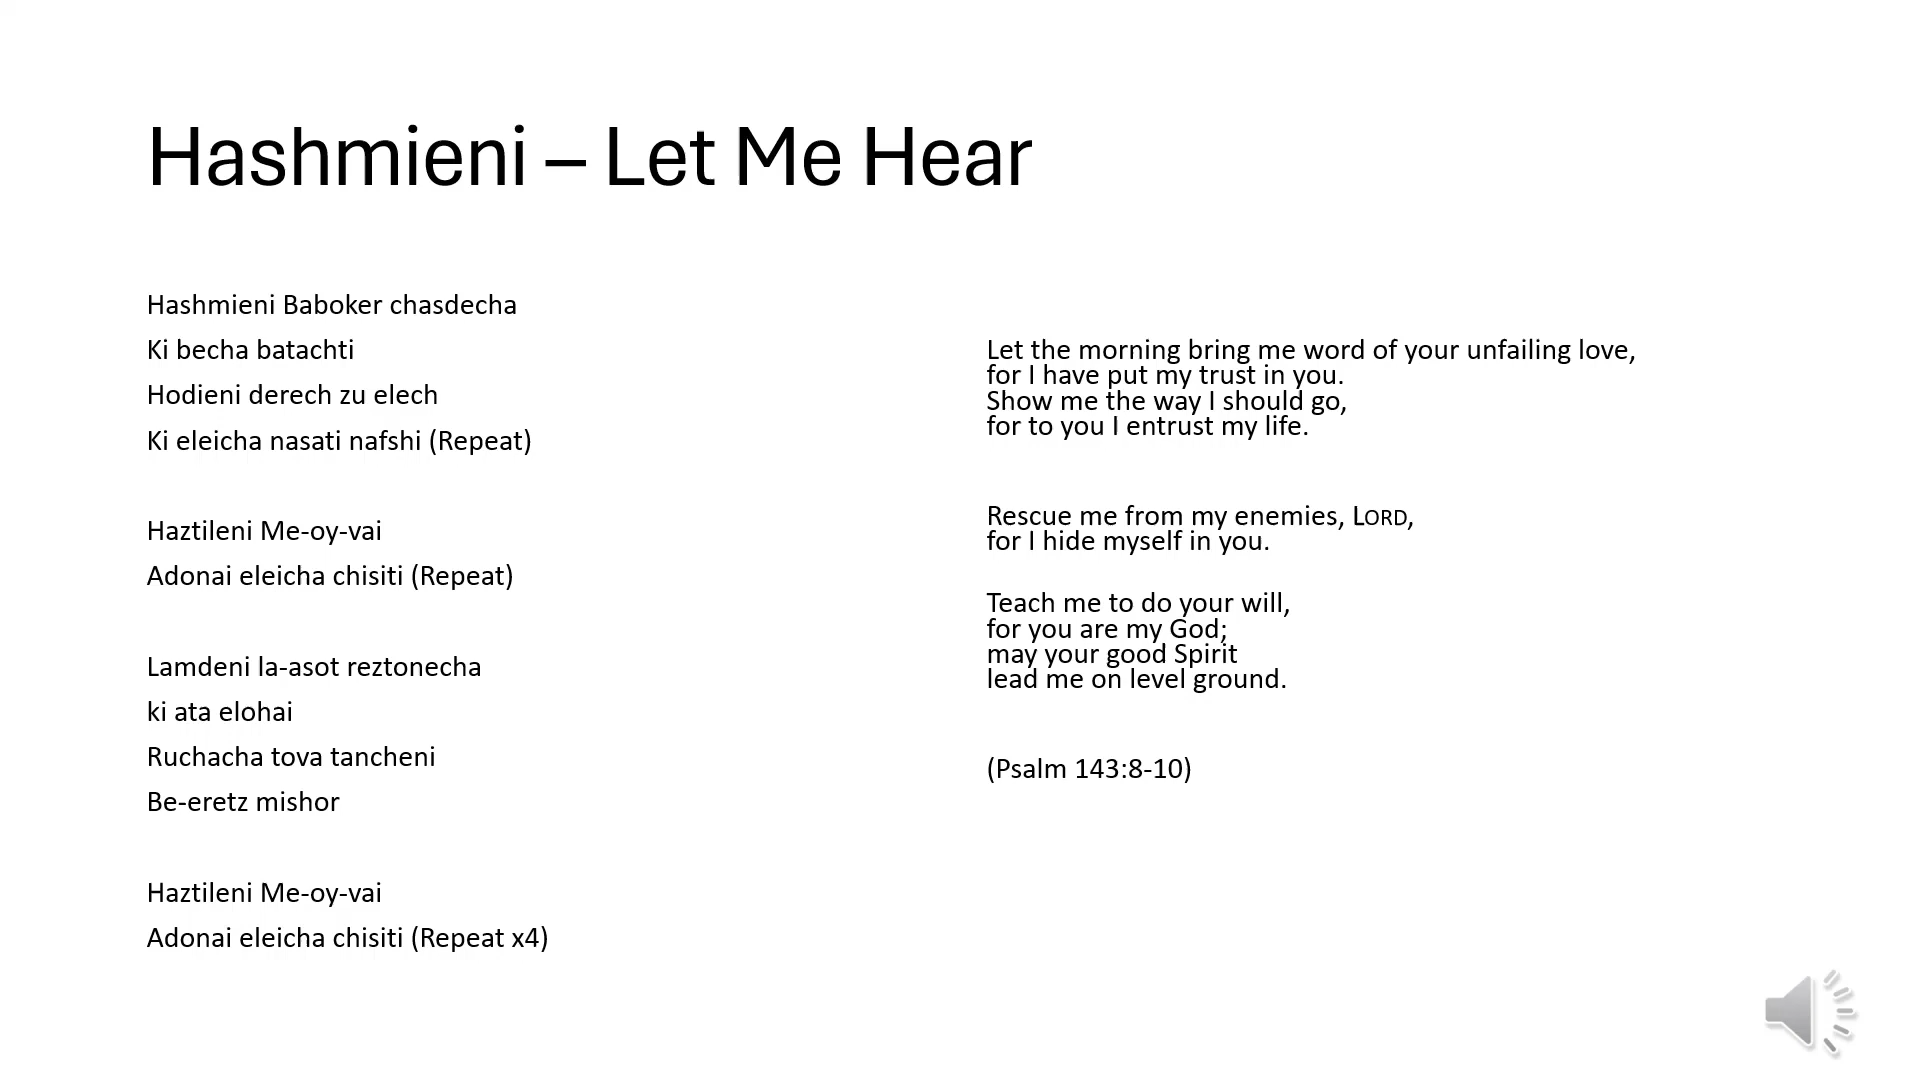 Hashmieni – Let Me Hear
Hashmieni Baboker chasdecha
Ki becha batachti
Hodieni derech zu elech
Ki eleicha nasati nafshi (Repeat)
Haztileni Me-oy-vai
Adonai eleicha chisiti (Repeat)
Lamdeni la-asot reztonecha
ki ata elohai
Ruchacha tova tancheni
Be-eretz mishor
Haztileni Me-oy-vai
Adonai eleicha chisiti (Repeat x4)
Let the morning bring me word of your unfailing love,
for I have put my trust in you.
Show me the way I should go,
for to you I entrust my life.
Rescue me from my enemies, LORD,
for I hide myself in you.
Teach me to do your will,
for you are my God;
may your good Spirit
lead me on level ground.
(Psalm 143:8-10)